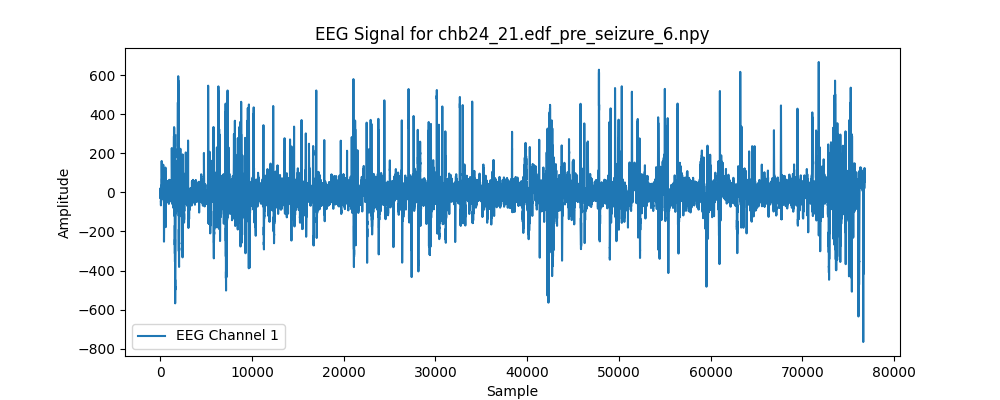 EEG Signal for chb24_21.edf_pre_seizure_6.npy
Amplitude
600
400
200
0
−200
−400
−600
−800
EEG Channel 1
0 10000 20000 30000 40000 50000 60000 70000 80000
Sample